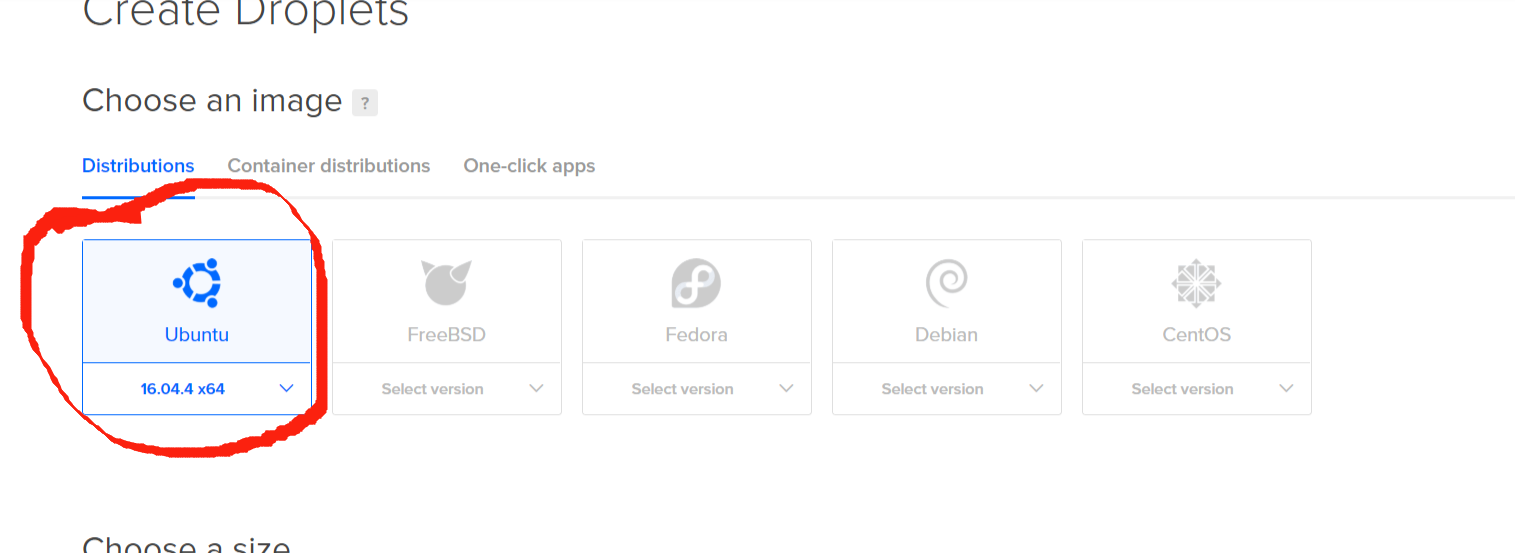 Create Droplets
Choose an image ?
Distributions Container distributions One-click apps
Ubuntu FreeBSD Fedora Debian CentOS
16.04.4 x64 Select version Select version Select version Select version
Choose a size